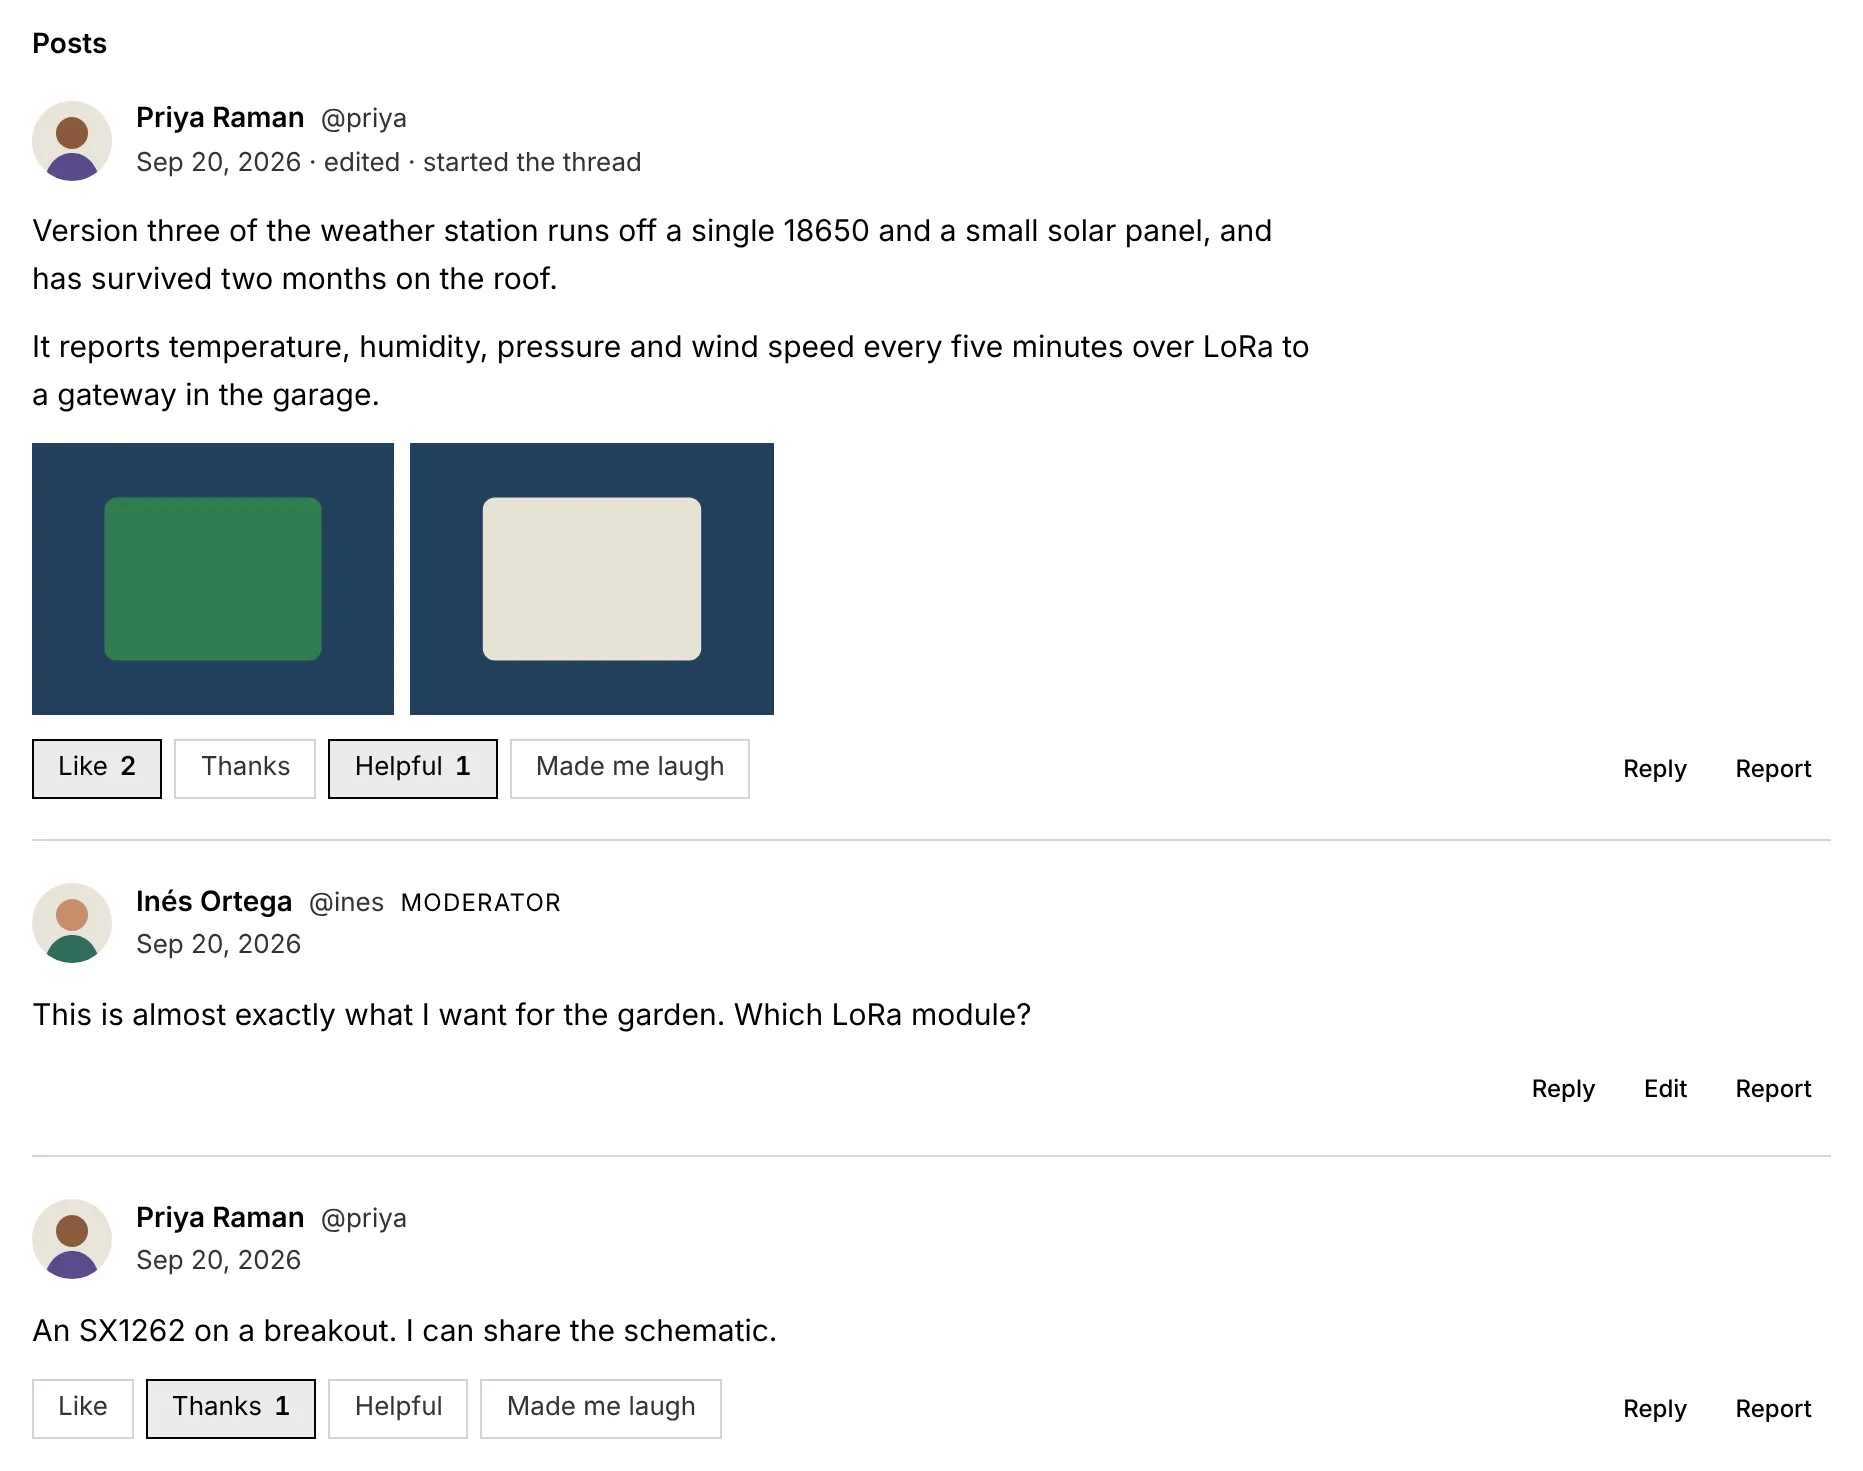 Posts
Priya Raman @priya
Sep 20, 2026 · edited · started the thread
Version three of the weather station runs off a single 18650 and a small solar panel, and
has survived two months on the roof.
It reports temperature, humidity, pressure and wind speed every five minutes over LoRa to
a gateway in the garage.
Like 2 Thanks Helpful 1 Made me laugh Reply Report
Inés Ortega @ines MODERATOR
Sep 20, 2026
This is almost exactly what I want for the garden. Which LoRa module?
Reply Edit Report
Priya Raman @priya
Sep 20, 2026
An SX1262 on a breakout. I can share the schematic.
Like Thanks 1 Helpful Made me laugh Reply Report